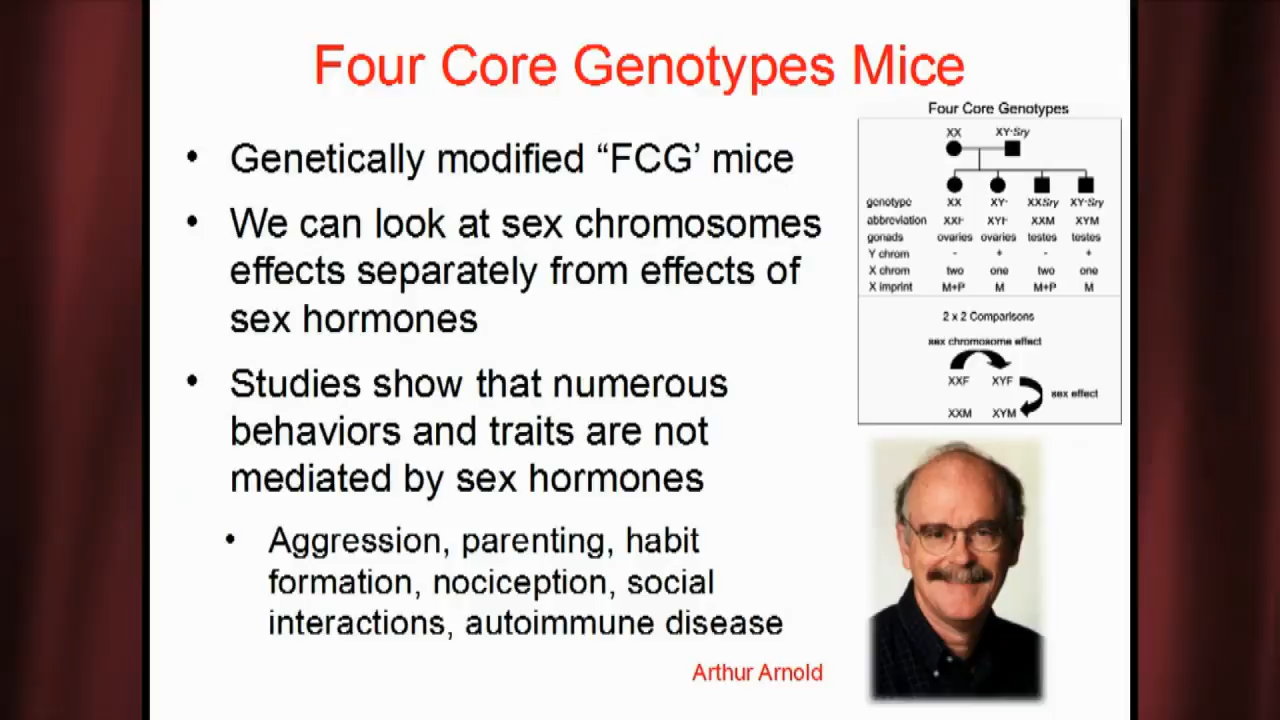 Four Core Genotypes Mice
• Genetically modified “FCG’ mice
• We can look at sex chromosomes
effects separately from effects of
sex hormones
• Studies show that numerous
behaviors and traits are not
mediated by sex hormones
• Aggression, parenting, habit
formation, nociception, social
interactions, autoimmune disease
Arthur Arnold
Four Core Genotypes
XX XY-Sry
genotype XX XY- XXSry XY-Sry
abbreviation XXF XYF XXM XYM
gonads ovaries ovaries testes testes
Y chrom - + - +
X chrom two one two one
X imprint M+P M M+P M
2 x 2 Comparisons
sex chromosome effect
XXF XYF
sex effect
XXM XYM